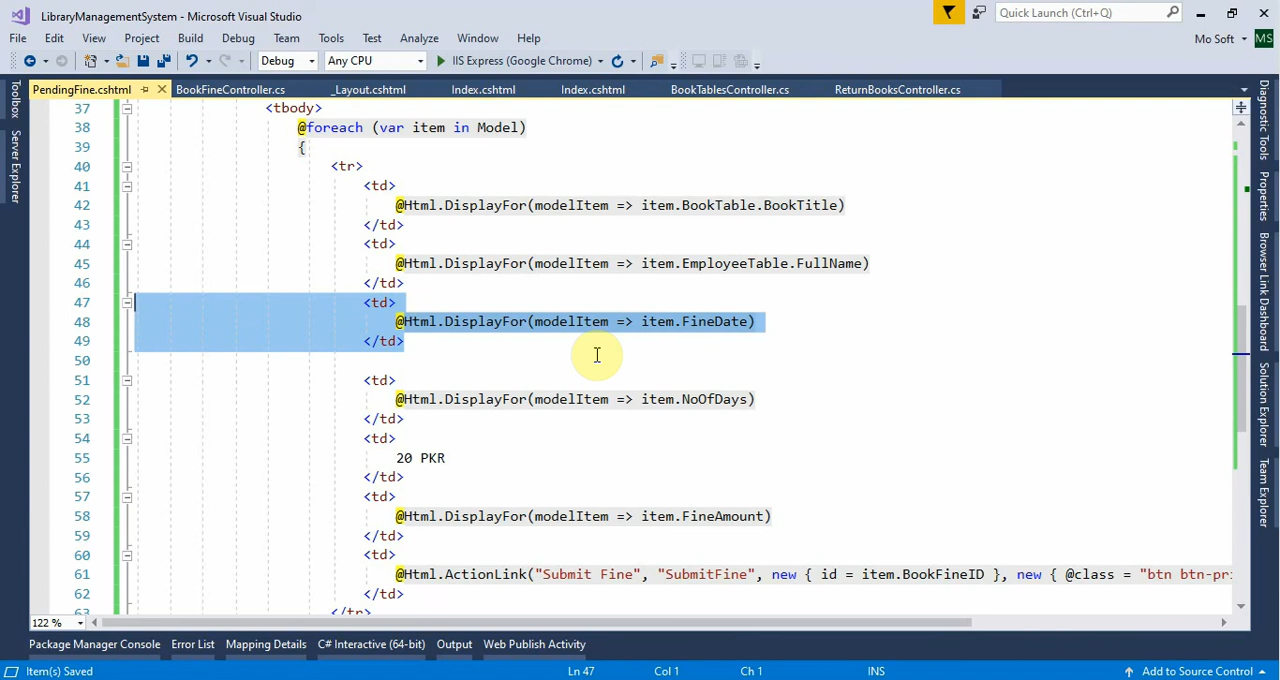 LibraryManagementSystem - Microsoft Visual Studio
Quick Launch (Ctrl+Q)
File Edit View Project Build Debug Team Tools Test Analyze Window Help
Mo Soft MS
Debug Any CPU IIS Express (Google Chrome)
PendingFine.cshtml BookFineController.cs _Layout.cshtml Index.cshtml Index.cshtml BookTablesController.cs ReturnBooksController.cs
Toolbox
Server Explorer
37 <tbody>
38 @foreach (var item in Model)
39 {
40 <tr>
41 <td>
42 @Html.DisplayFor(modelItem => item.BookTable.BookTitle)
43 </td>
44 <td>
45 @Html.DisplayFor(modelItem => item.EmployeeTable.FullName)
46 </td>
47 <td>
48 @Html.DisplayFor(modelItem => item.FineDate)
49 </td>
50
51 <td>
52 @Html.DisplayFor(modelItem => item.NoOfDays)
53 </td>
54 <td>
55 20 PKR
56 </td>
57 <td>
58 @Html.DisplayFor(modelItem => item.FineAmount)
59 </td>
60 <td>
61 @Html.ActionLink("Submit Fine", "SubmitFine", new { id = item.BookFineID }, new { @class = "btn btn-pri
62 </td>
63 </tr>
Diagnostic Tools
Properties
Browser Link Dashboard
Solution Explorer
Team Explorer
122 %
Package Manager Console Error List Mapping Details C# Interactive (64-bit) Output Web Publish Activity
Item(s) Saved Ln 47 Col 1 Ch 1 INS Add to Source Control